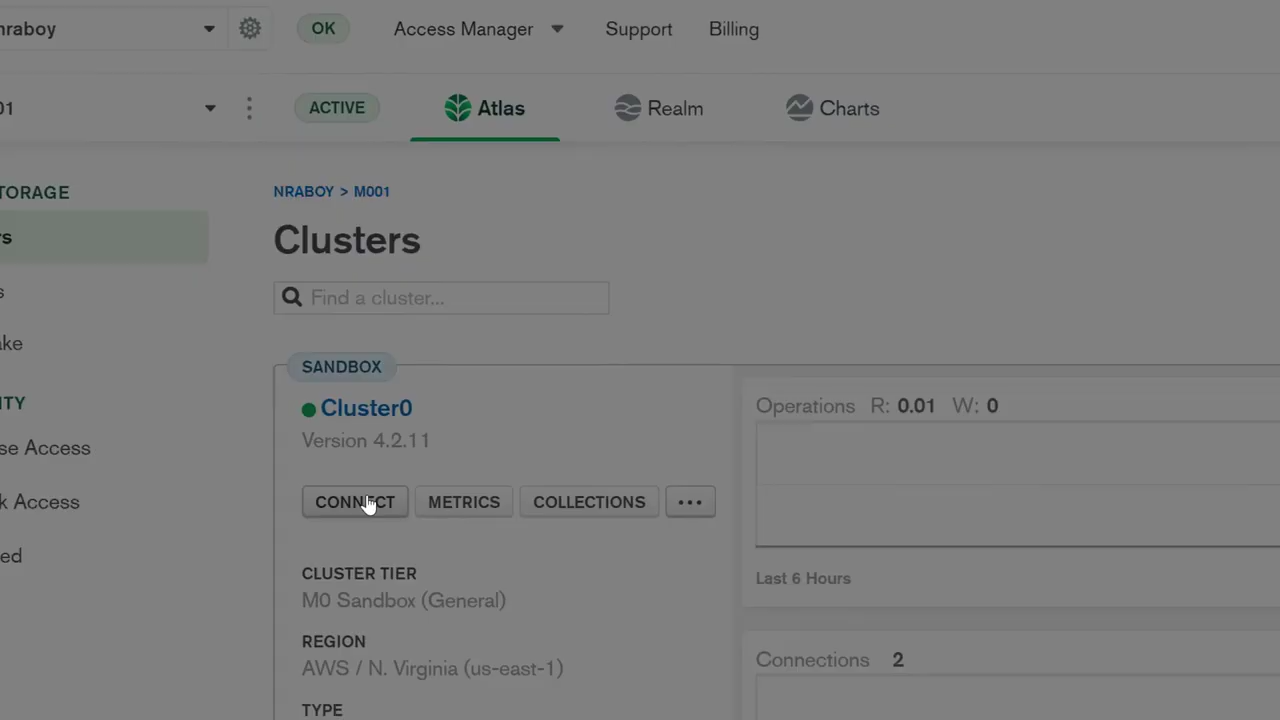 nraboy OK Access Manager Support Billing
01 ACTIVE Atlas Realm Charts
TORAGE
NRABOY > M001
rs
Clusters
s
Find a cluster...
ake
SANDBOX
ITY
Cluster0
Operations R: 0.01 W: 0
Version 4.2.11
se Access
k Access
CONNECT METRICS COLLECTIONS ...
ed
CLUSTER TIER
Last 6 Hours
M0 Sandbox (General)
REGION
AWS / N. Virginia (us-east-1)
Connections 2
TYPE